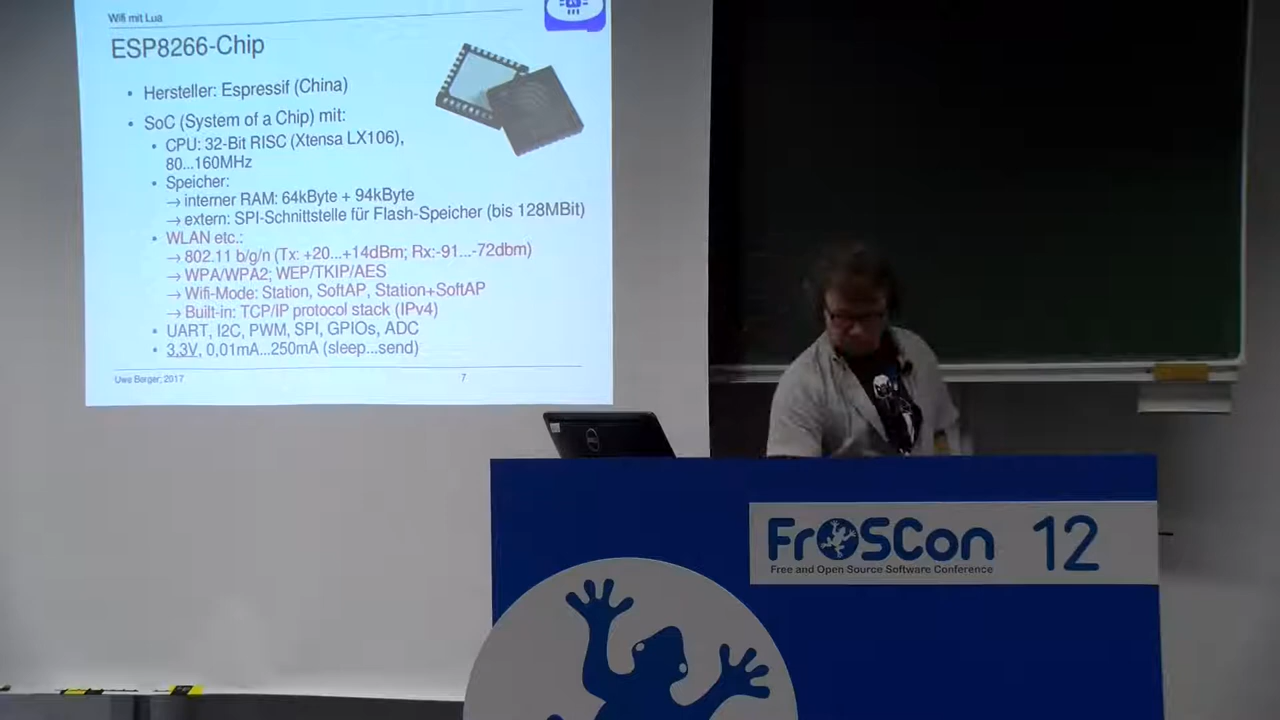 Wifi mit Lua
ESP8266-Chip
• Hersteller: Espressif (China)
• SoC (System of a Chip) mit:
• CPU: 32-Bit RISC (Xtensa LX106),
80...160MHz
• Speicher:
→ interner RAM: 64kByte + 94kByte
→ extern: SPI-Schnittstelle für Flash-Speicher (bis 128MBit)
• WLAN etc.:
→ 802.11 b/g/n (Tx: +20...+14dBm; Rx:-91...-72dbm)
→ WPA/WPA2; WEP/TKIP/AES
→ Wifi-Mode: Station, SoftAP, Station+SoftAP
→ Built-in: TCP/IP protocol stack (IPv4)
• UART, I2C, PWM, SPI, GPIOs, ADC
• 3.3V, 0,01mA...250mA (sleep...send)
Uwe Berger, 2017
7
DELL
FrOSCon 12
Free and Open Source Software Conference